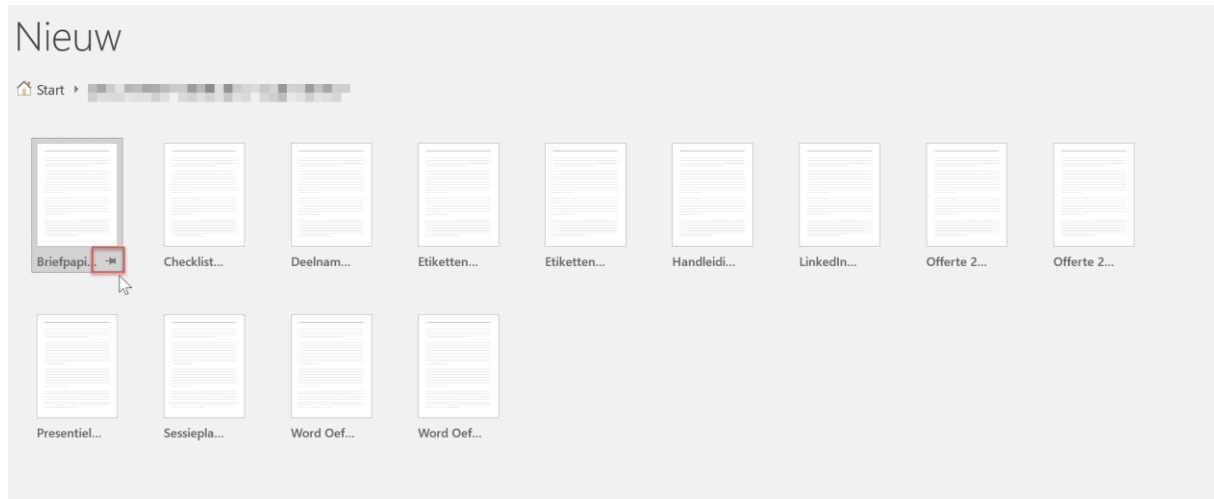 Nieuw
Start
Briefpapi... Checklist... Deelnam... Etiketten... Etiketten... Handleidi... LinkedIn... Offerte 2... Offerte 2...
Presentiel... Sessiepla... Word Oef... Word Oef...